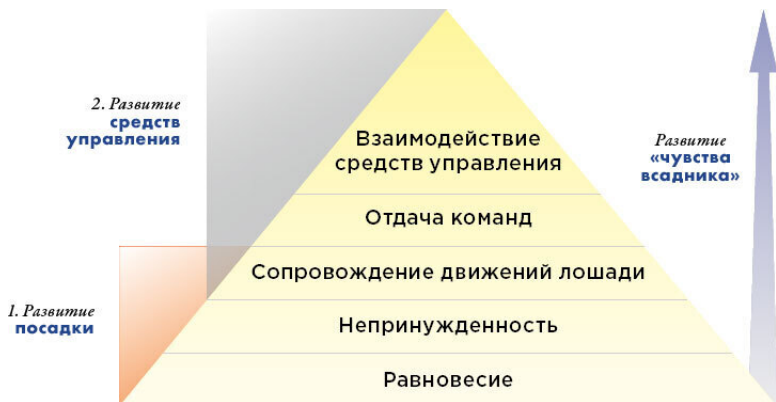 2. Развитие
средств
управления
Взаимодействие
средств управления
Развитие
«чувства
всадника»
Отдача команд
Сопровождение движений лошади
1. Развитие
посадки
Непринужденность
Равновесие